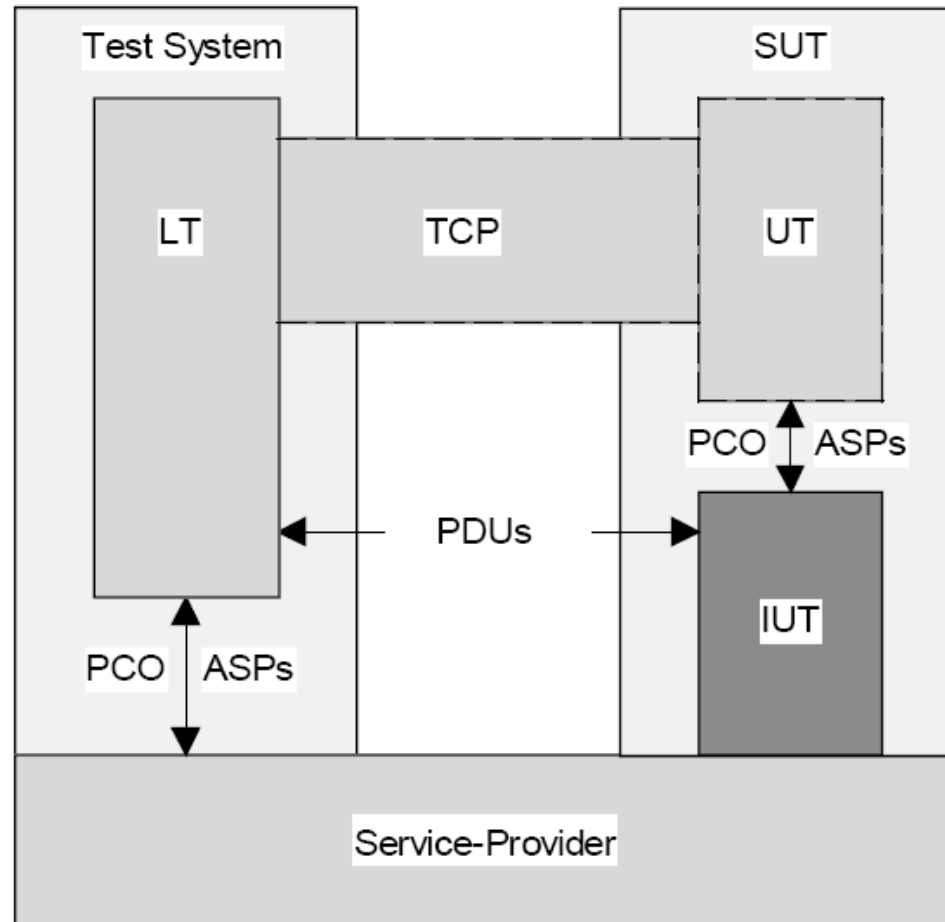 Test System
SUT
LT
TCP
UT
PCO
ASPs
PDUs
IUT
PCO
ASPs
Service-Provider